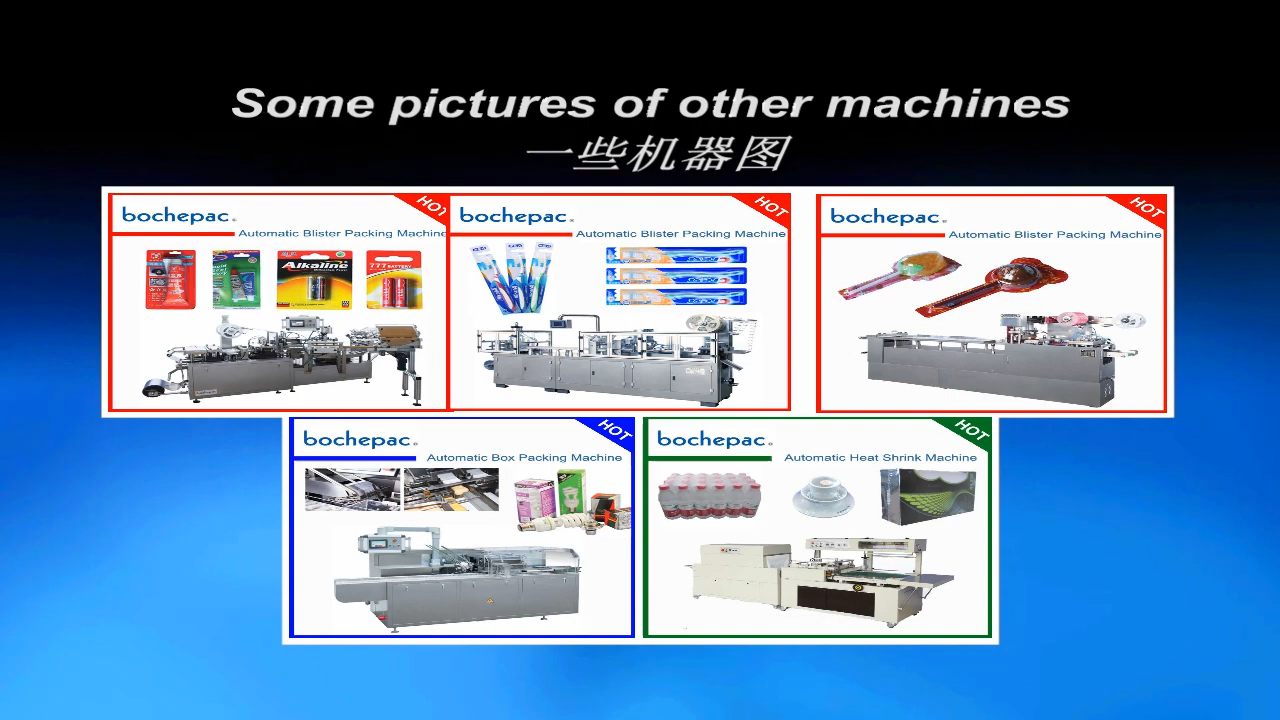 Some pictures of other machines
一些机器图
bochepac
HOT
Automatic Blister Packing Machine
Alkaline
777 BATTERY
bochepac
HOT
Automatic Blister Packing Machine
bochepac
HOT
Automatic Blister Packing Machine
bochepac
HOT
Automatic Box Packing Machine
bochepac
HOT
Automatic Heat Shrink Machine